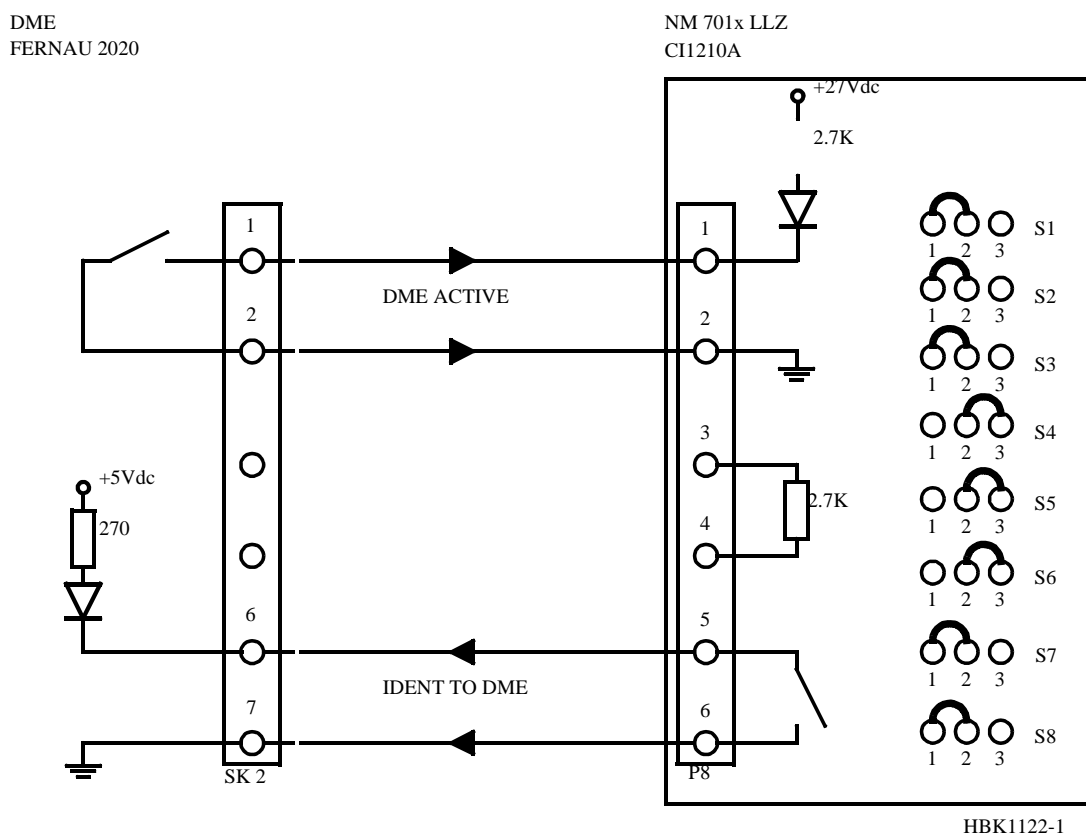 DME
FERNAU 2020
NM 701x LLZ
CI1210A
+27Vdc
2.7K
1
1
S1
1 2 3
DME ACTIVE
2
2
S2
1 2 3
S3
1 2 3
3
S4
1 2 3
+5Vdc
270
4
2.7K
S5
1 2 3
S6
1 2 3
6
5
S7
1 2 3
IDENT TO DME
7
6
S8
1 2 3
SK 2
P8
HBK1122-1